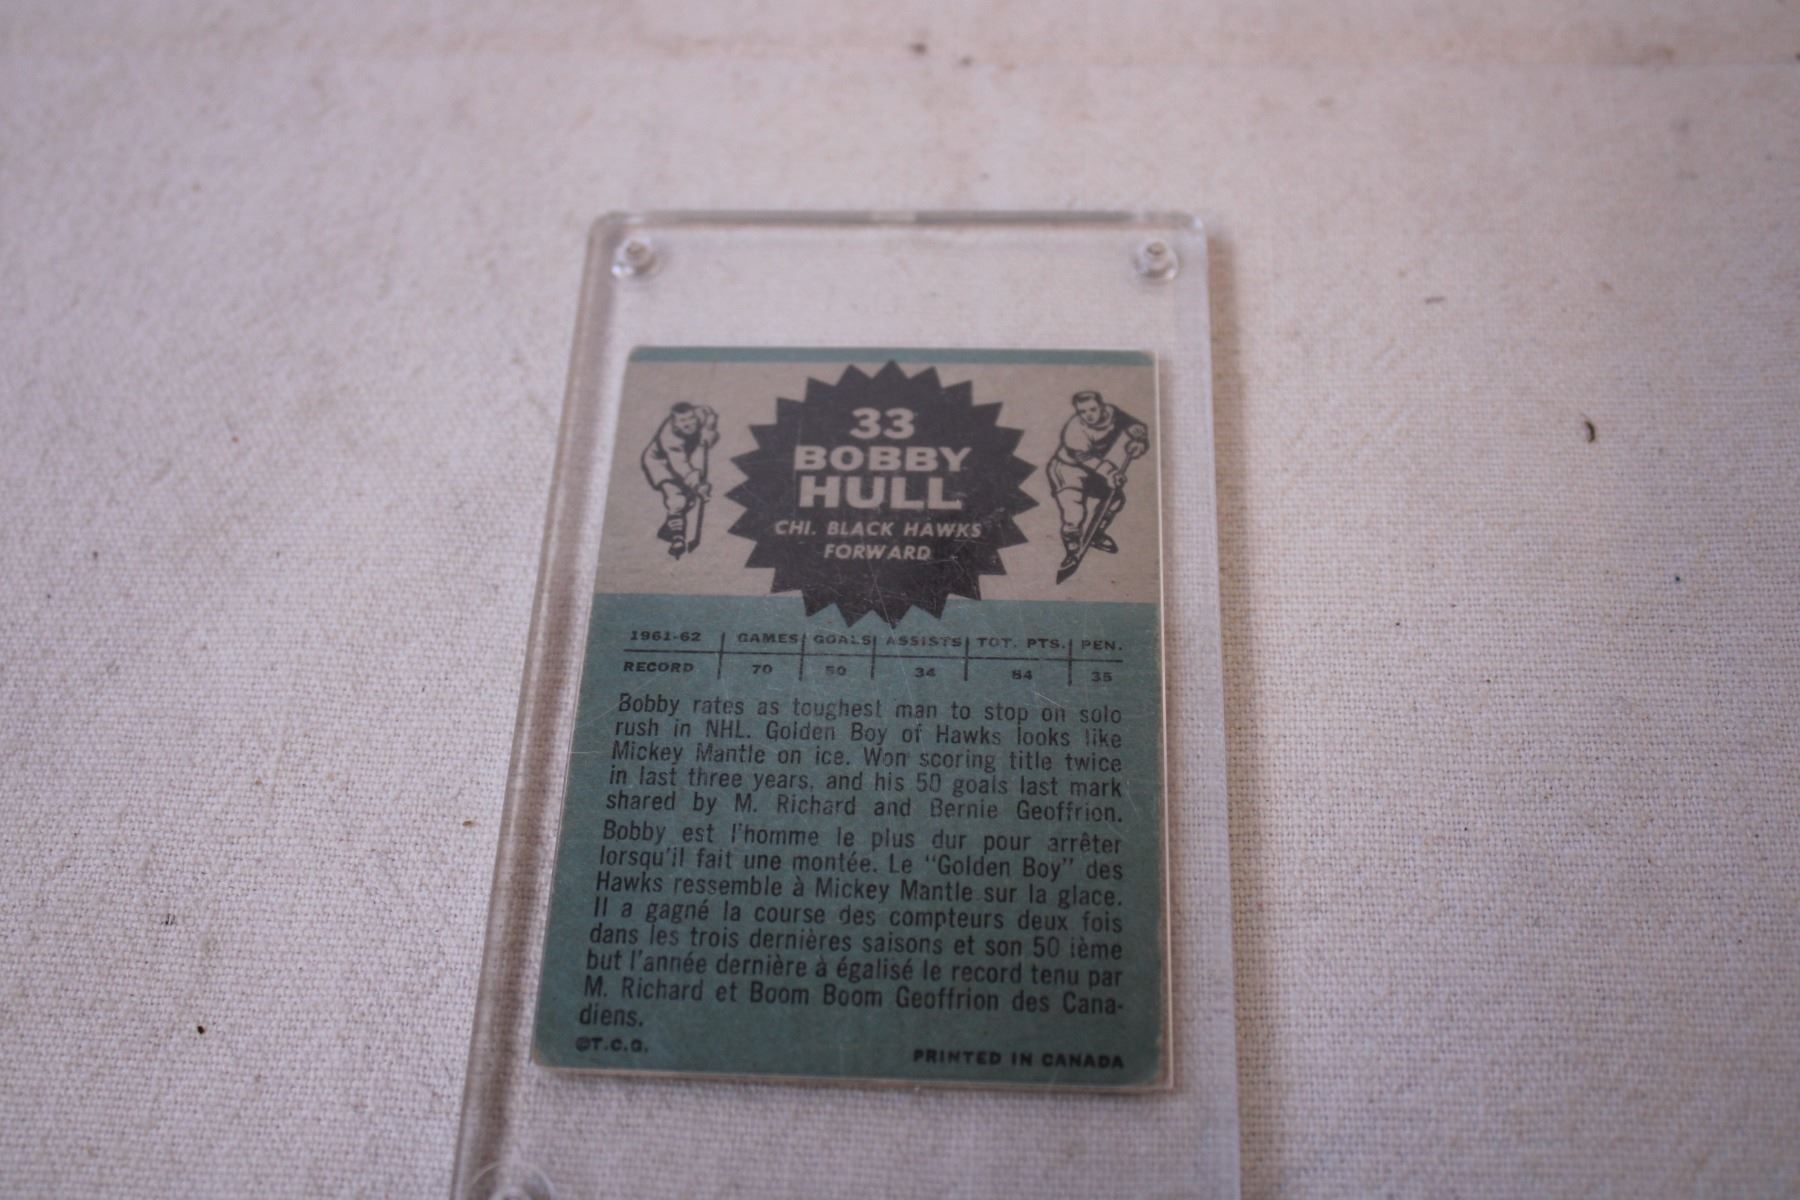 33
BOBBY
HULL
CHI. BLACK HAWKS
FORWARD
1961-62 GAMES GOALS ASSISTS TOT. PTS. PEN.
RECORD 70 50 34 84 35
Bobby rates as toughest man to stop on solo
rush in NHL. Golden Boy of Hawks looks like
Mickey Mantle on ice. Won scoring title twice
in last three years, and his 50 goals last mark
shared by M. Richard and Bernie Geoffrion.
Bobby est l'homme le plus dur pour arrêter
lorsqu'il fait une montée. Le "Golden Boy" des
Hawks ressemble à Mickey Mantle sur la glace.
Il a gagné la course des compteurs deux fois
dans les trois dernières saisons et son 50 ième
but l'année dernière à égalisé le record tenu par
M. Richard et Boom Boom Geoffrion des Cana-
diens.
©T.C.G. PRINTED IN CANADA